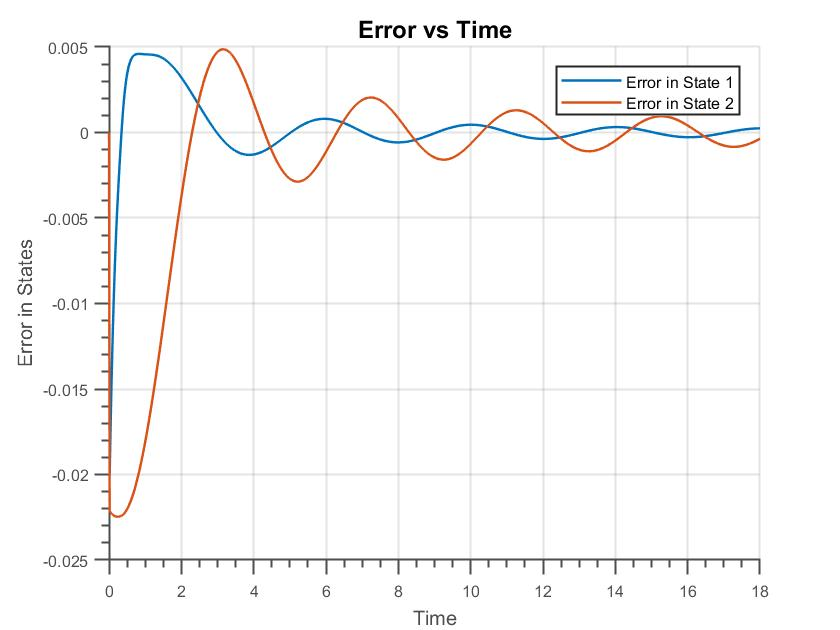 Error vs Time
0.005
0
-0.005
-0.01
-0.015
-0.02
-0.025
Error in States
Error in State 1
Error in State 2
0 2 4 6 8 10 12 14 16 18
Time